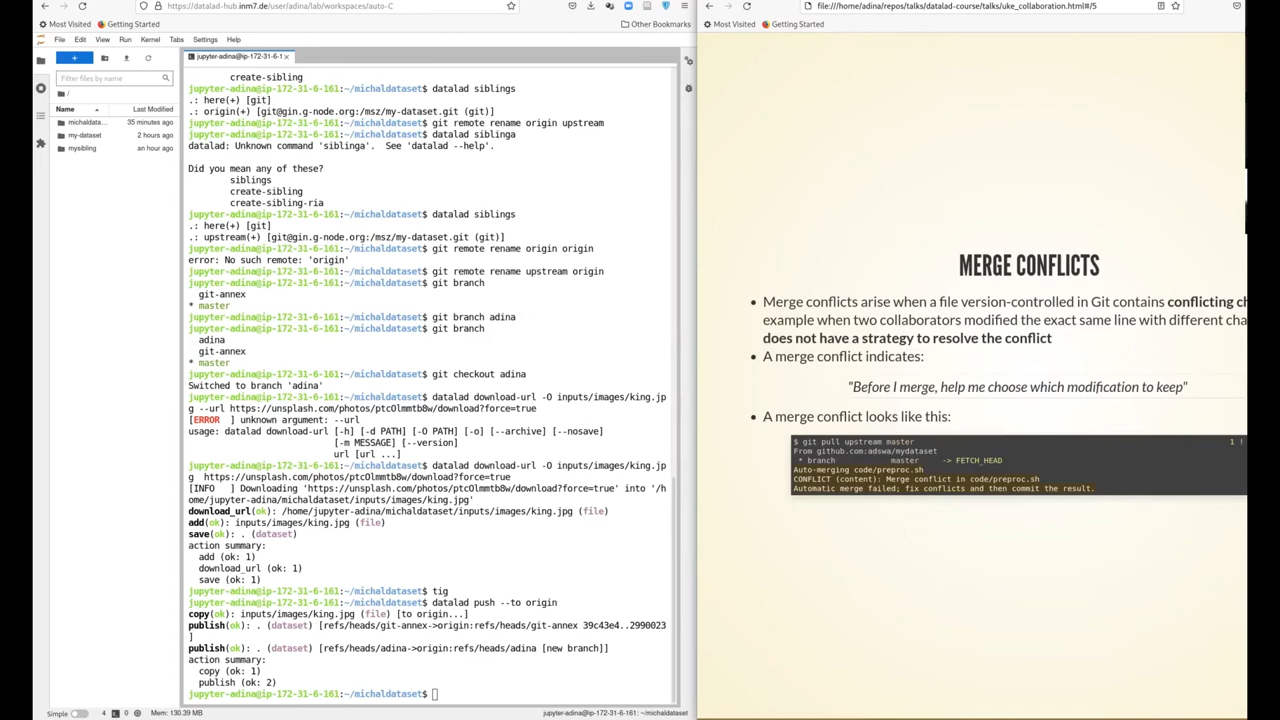 https://datalad-hub.inm7.de/user/adina/lab/workspaces/auto-C
Most Visited
Getting Started
Other Bookmarks
File Edit View Run Kernel Tabs Settings Help
+
Filter files by name
/
Name Last Modified
michaldata... 35 minutes ago
my-dataset 2 hours ago
mysibling an hour ago
jupyter-adina@ip-172-31-6-1
create-sibling
jupyter-adina@ip-172-31-6-161:~/michaldataset$ datalad siblings
.: here(+) [git]
.: origin(+) [git@gin.g-node.org:/msz/my-dataset.git (git)]
jupyter-adina@ip-172-31-6-161:~/michaldataset$ git remote rename origin upstream
jupyter-adina@ip-172-31-6-161:~/michaldataset$ datalad siblinga
datalad: Unknown command 'siblinga'.  See 'datalad --help'.
Did you mean any of these?
siblings
create-sibling
create-sibling-ria
jupyter-adina@ip-172-31-6-161:~/michaldataset$ datalad siblings
.: here(+) [git]
.: upstream(+) [git@gin.g-node.org:/msz/my-dataset.git (git)]
jupyter-adina@ip-172-31-6-161:~/michaldataset$ git remote rename origin origin
error: No such remote: 'origin'
jupyter-adina@ip-172-31-6-161:~/michaldataset$ git remote rename upstream origin
jupyter-adina@ip-172-31-6-161:~/michaldataset$ git branch
git-annex
* master
jupyter-adina@ip-172-31-6-161:~/michaldataset$ git branch adina
jupyter-adina@ip-172-31-6-161:~/michaldataset$ git branch
adina
git-annex
* master
jupyter-adina@ip-172-31-6-161:~/michaldataset$ git checkout adina
Switched to branch 'adina'
jupyter-adina@ip-172-31-6-161:~/michaldataset$ datalad download-url -O inputs/images/king.jp
g --url https://unsplash.com/photos/ptcOlmmtb8w/download?force=true
[ERROR  ] unknown argument: --url
usage: datalad download-url [-h] [-d PATH] [-O PATH] [-o] [--archive] [--nosave]
[-m MESSAGE] [--version]
url [url ...]
jupyter-adina@ip-172-31-6-161:~/michaldataset$ datalad download-url -O inputs/images/king.jp
g  https://unsplash.com/photos/ptcOlmmtb8w/download?force=true
[INFO   ] Downloading 'https://unsplash.com/photos/ptcOlmmtb8w/download?force=true' into '/h
ome/jupyter-adina/michaldataset/inputs/images/king.jpg'
download_url(ok): /home/jupyter-adina/michaldataset/inputs/images/king.jpg (file)
add(ok): inputs/images/king.jpg (file)
save(ok): . (dataset)
action summary:
add (ok: 1)
download_url (ok: 1)
save (ok: 1)
jupyter-adina@ip-172-31-6-161:~/michaldataset$ tig
jupyter-adina@ip-172-31-6-161:~/michaldataset$ datalad push --to origin
copy(ok): inputs/images/king.jpg (file) [to origin...]
publish(ok): . (dataset) [refs/heads/git-annex->origin:refs/heads/git-annex 39c43e4..2990023
]
publish(ok): . (dataset) [refs/heads/adina->origin:refs/heads/adina [new branch]]
action summary:
copy (ok: 1)
publish (ok: 2)
jupyter-adina@ip-172-31-6-161:~/michaldataset$
Simple 4 0 Mem: 130.39 MB jupyter-adina@ip-172-31-6-161: ~/michaldataset
file:///home/adina/repos/talks/datalad-course/talks/uke_collaboration.html#/5
Most Visited
Getting Started
MERGE CONFLICTS
• Merge conflicts arise when a file version-controlled in Git contains conflicting ch
example when two collaborators modified the exact same line with different cha
does not have a strategy to resolve the conflict
• A merge conflict indicates:
"Before I merge, help me choose which modification to keep"
• A merge conflict looks like this:
$ git pull upstream master 1 !
From github.com:adswa/mydataset
* branch master -> FETCH_HEAD
Auto-merging code/preproc.sh
CONFLICT (content): Merge conflict in code/preproc.sh
Automatic merge failed; fix conflicts and then commit the result.